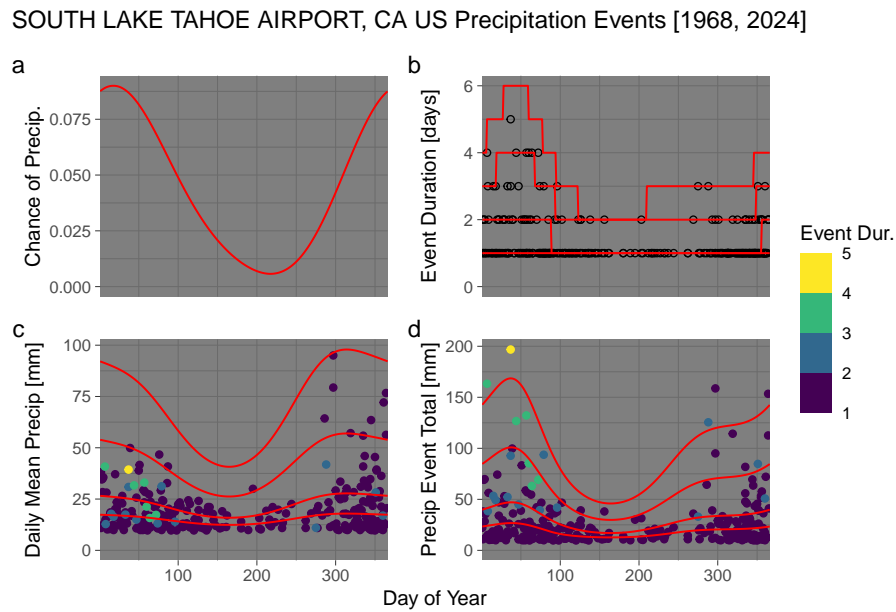 SOUTH LAKE TAHOE AIRPORT, CA US Precipitation Events [1968, 2024]
a
Chance of Precip.
0.075
0.050
0.025
0.000
b
Event Duration [days]
6
4
2
0
c
Daily Mean Precip [mm]
100
75
50
25
0
100
200
300
d
Precip Event Total [mm]
200
150
100
50
0
100
200
300
Day of Year
Event Dur.
5
4
3
2
1